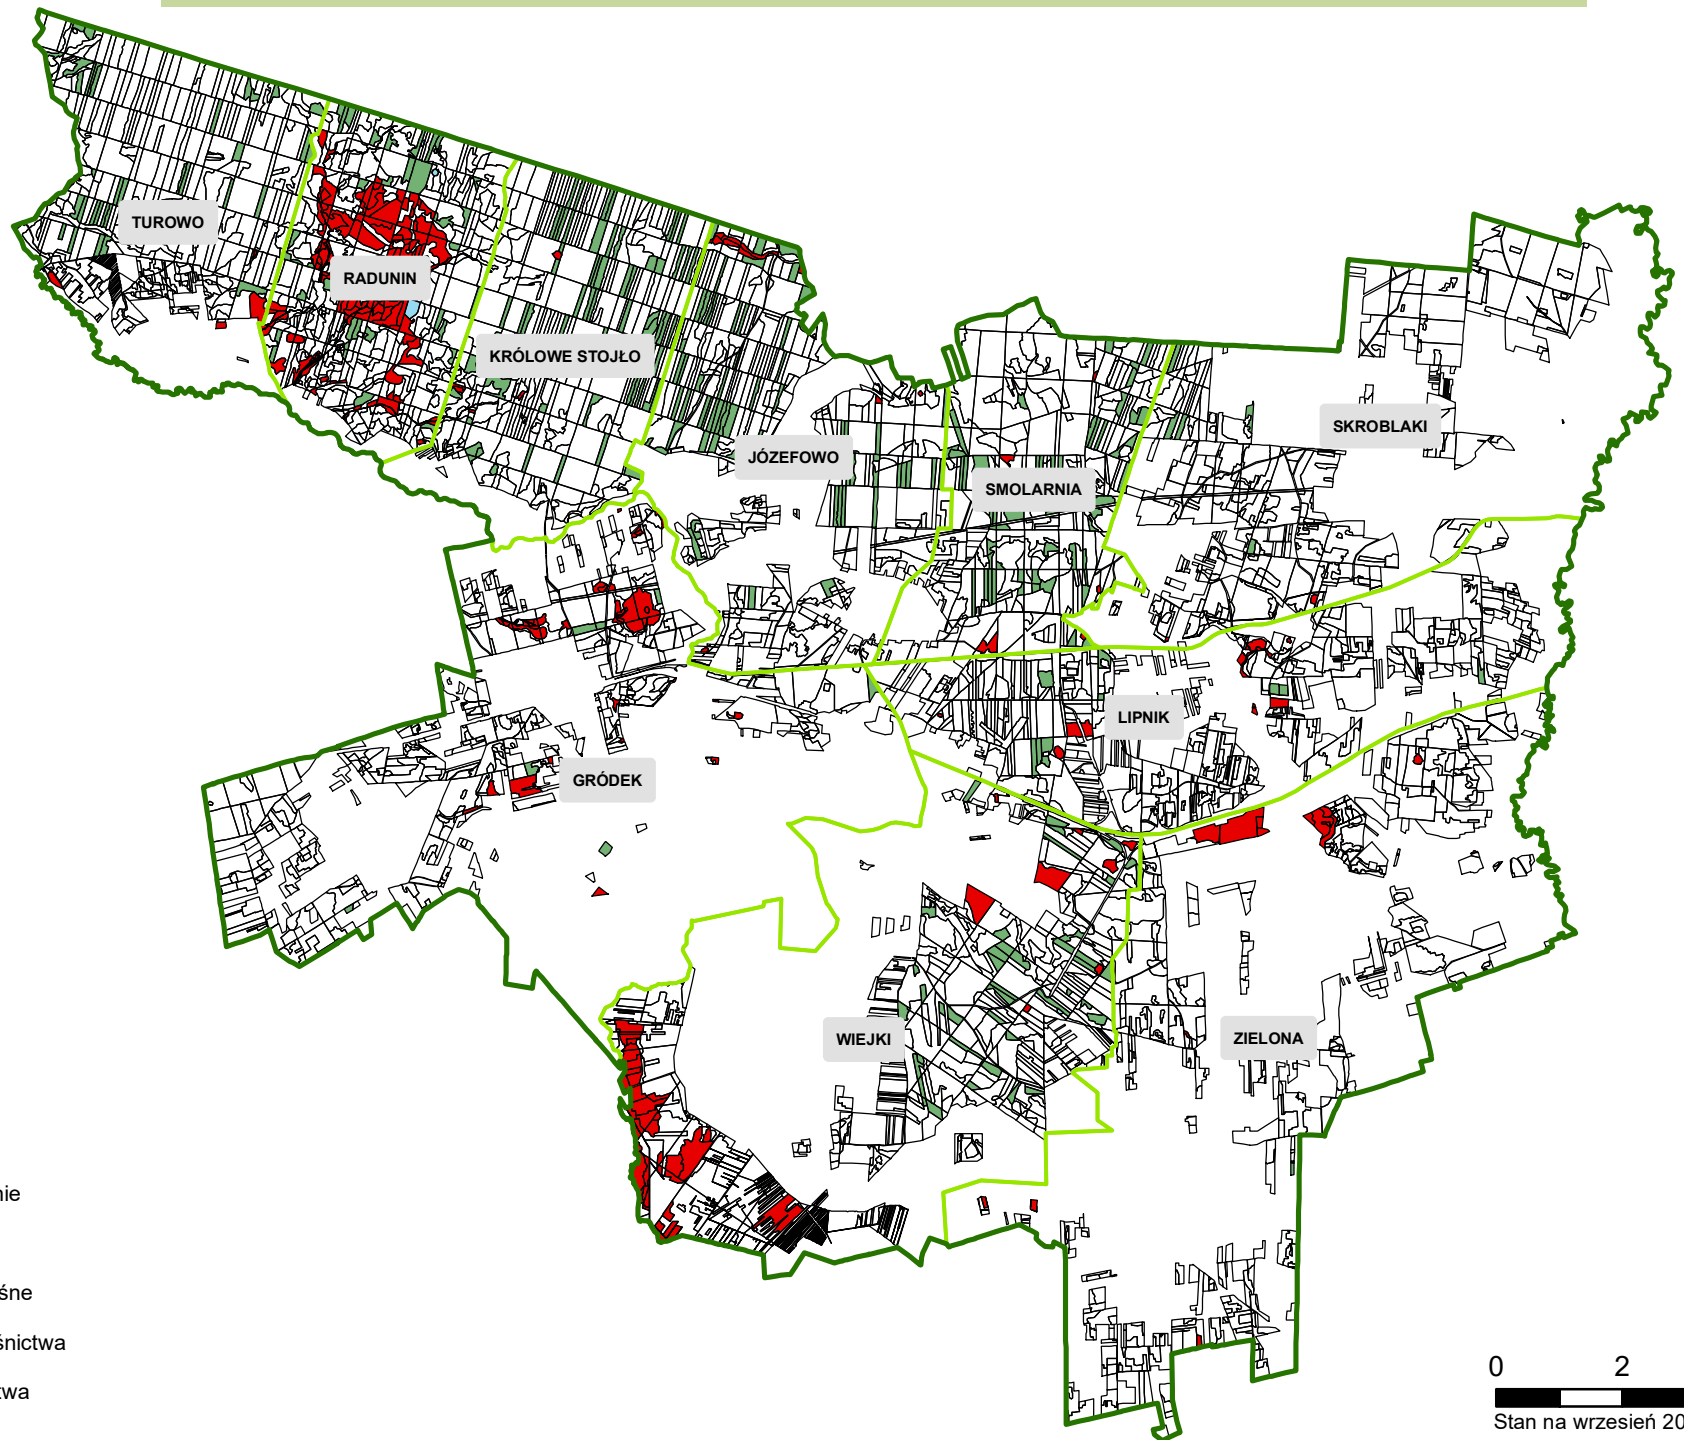 TUROWO
RADUNIN
KRÓLOWE STOJŁO
JÓZEFOWO
SKROBLAKI
SMOLARNIA
LIPNIK
GRÓDEK
WIEJKI
ZIELONA
nie
śne
śnictwa
twa
0 2
Stan na wrzesień 20